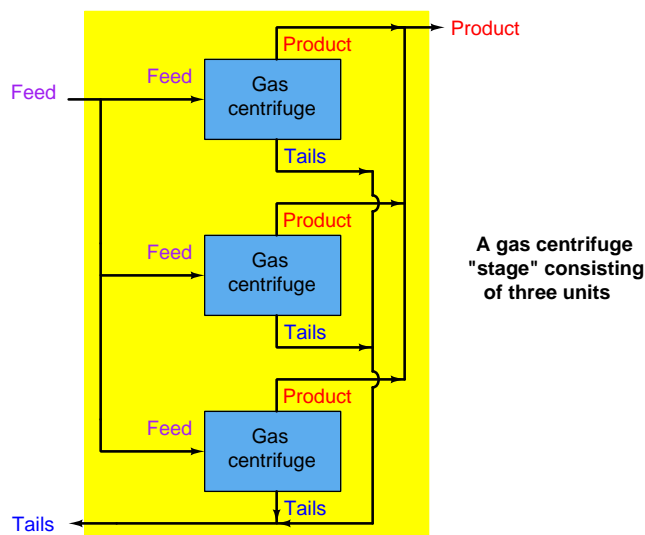 Product
Product
Feed
Feed
Gas
centrifuge
Tails
Product
Feed
Gas
centrifuge
Tails
A gas centrifuge
"stage" consisting
of three units
Product
Feed
Gas
centrifuge
Tails
Tails